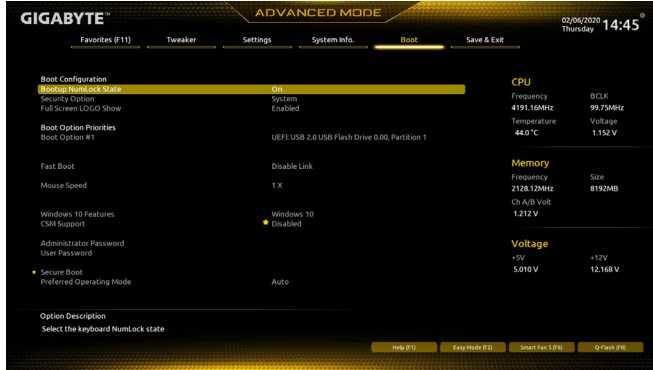 GIGABYTE™
ADVANCED MODE
02/06/2020
Thursday
14:45
Favorites (F11) Tweaker Settings System Info. Boot Save & Exit
Boot Configuration
Bootup NumLock State On
Security Option System
Full Screen LOGO Show Enabled
Boot Option Priorities
Boot Option #1 UEFI: USB 2.0 USB Flash Drive 0.00, Partition 1
Fast Boot Disable Link
Mouse Speed 1 X
Windows 10 Features Windows 10
CSM Support Disabled
Administrator Password
User Password
Secure Boot
Preferred Operating Mode Auto
Option Description
Select the keyboard NumLock state
CPU
Frequency BCLK
4191.16MHz 99.75MHz
Temperature Voltage
44.0 °C 1.152 V
Memory
Frequency Size
2128.12MHz 8192MB
Ch A/B Volt
1.212 V
Voltage
+5V +12V
5.010 V 12.168 V
Help (F1) Easy Mode (F2) Smart Fan 5 (F6) Q-Flash (F8)